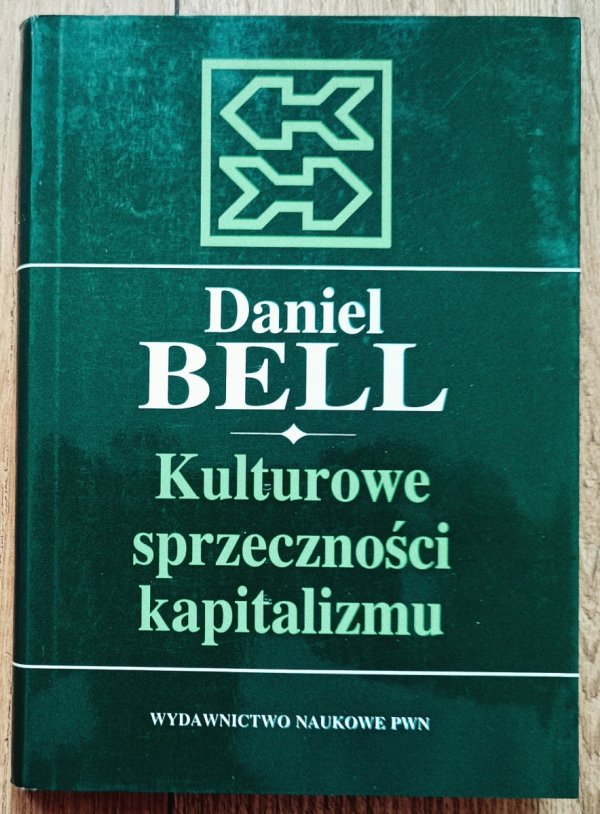 Daniel
BELL
Kulturowe
sprzeczności
kapitalizmu
WYDAWNICTWO NAUKOWE PWN